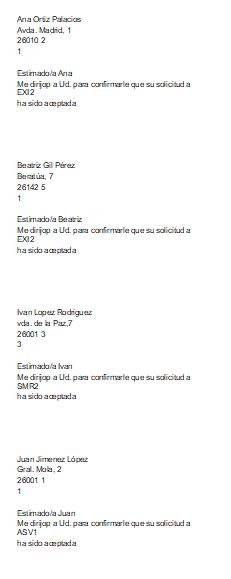 Ana Ortiz Palacios
Avda. Madrid, 1
26010 2
1
Estimado/a Ana
Me dirijop a Ud. para confirmarle que su solicitud a
EXI2
ha sido aceptada
Beatriz Gil Pérez
Beratúa, 7
26142 5
1
Estimado/a Beatriz
Me dirijop a Ud. para confirmarle que su solicitud a
EXI2
ha sido aceptada
Ivan Lopez Rodriguez
vda. de la Paz,7
26001 3
3
Estimado/a Ivan
Me dirijop a Ud. para confirmarle que su solicitud a
SMR2
ha sido aceptada
Juan Jimenez López
Gral. Mola, 2
26001 1
1
Estimado/a Juan
Me dirijop a Ud. para confirmarle que su solicitud a
ASV1
ha sido aceptada